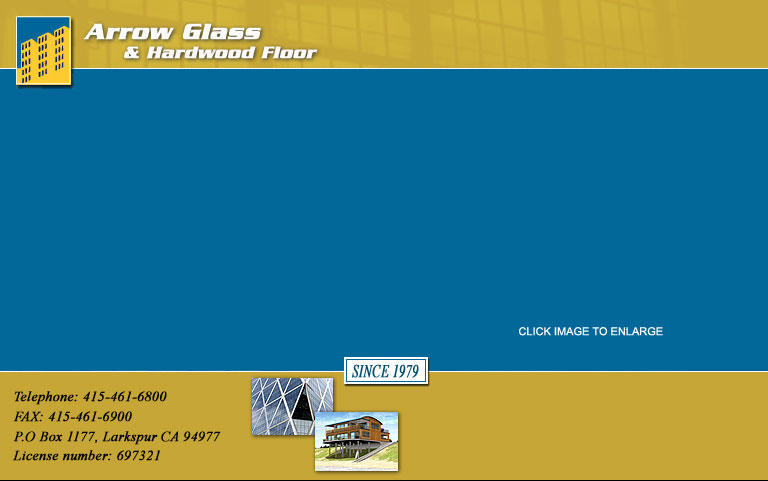 Arrow Glass
& Hardwood Floor
CLICK IMAGE TO ENLARGE
SINCE 1979
Telephone: 415-461-6800
FAX: 415-461-6900
P.O Box 1177, Larkspur CA 94977
License number: 697321